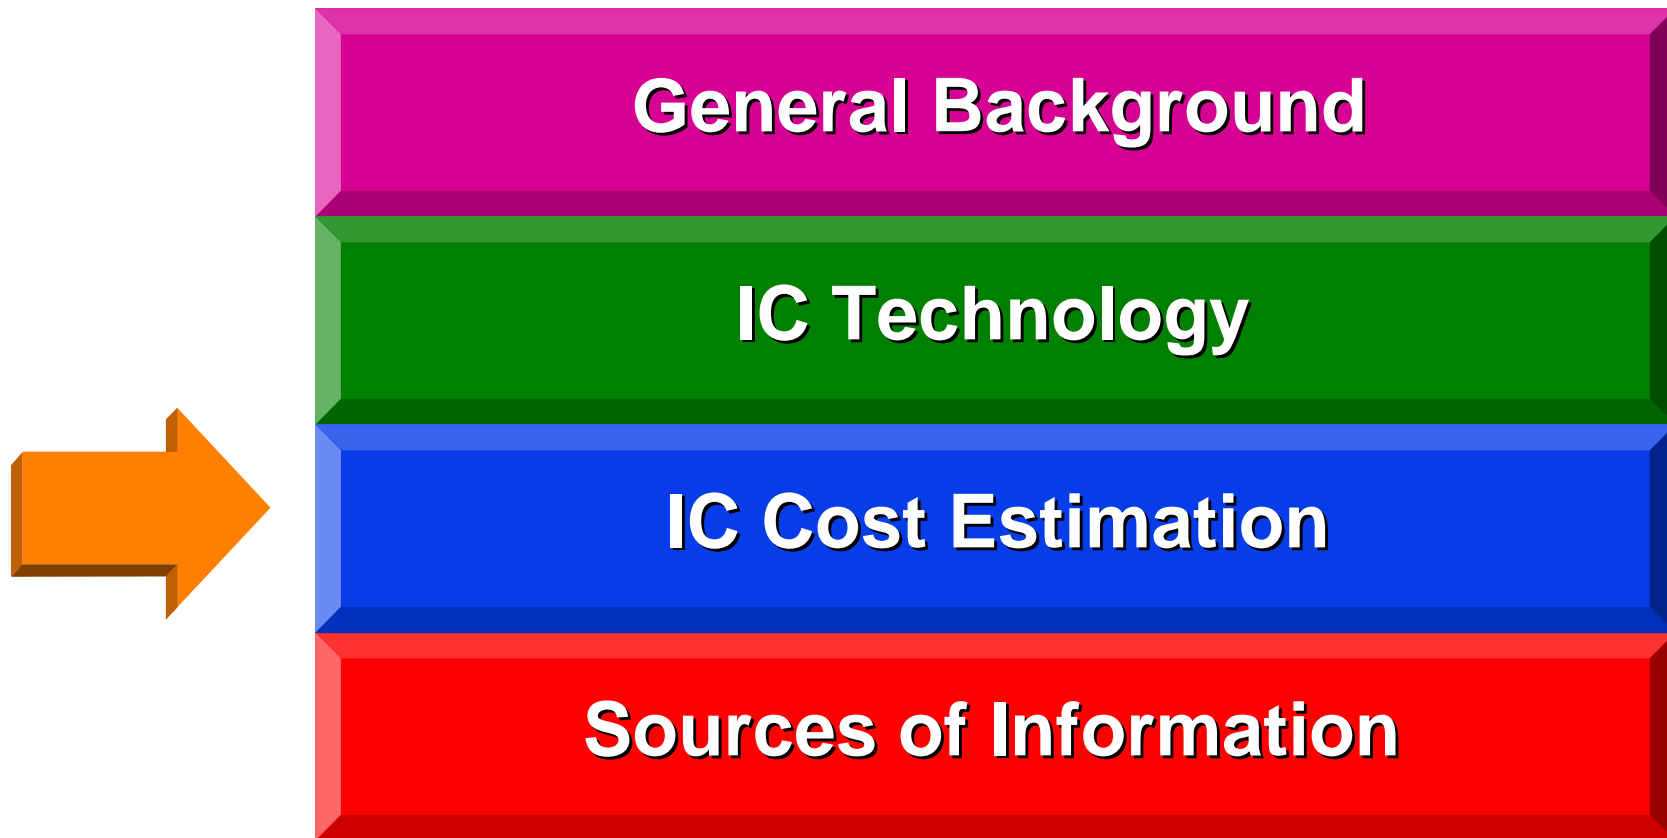 General Background
IC Technology
IC Cost Estimation
Sources of Information